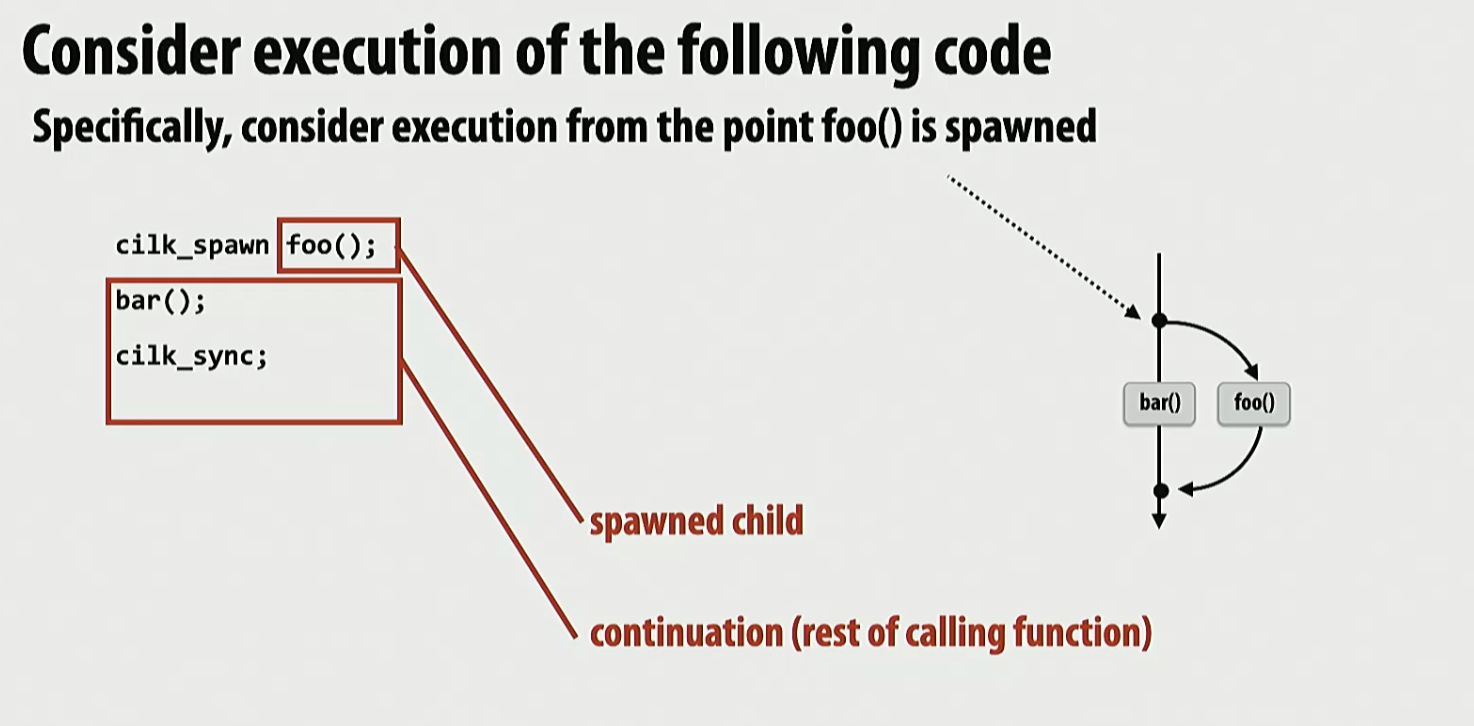 Consider execution of the following code
Specifically, consider execution from the point foo() is spawned
cilk_spawn foo();
bar();
cilk_sync;
bar()
foo()
spawned child
continuation (rest of calling function)